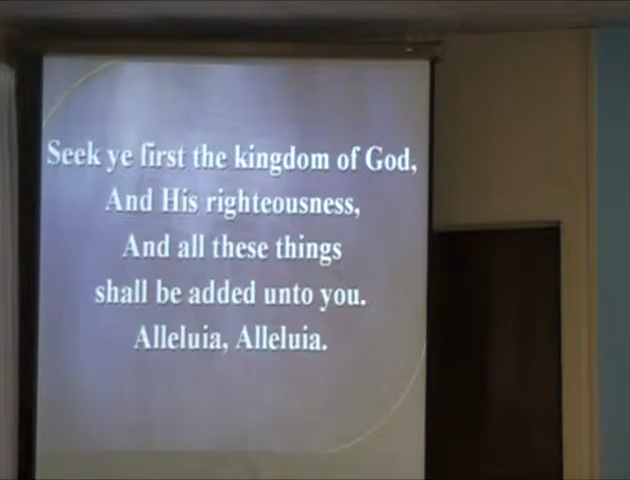 Seek ye first the kingdom of God,
And His righteousness,
And all these things
shall be added unto you.
Alleluia, Alleluia.